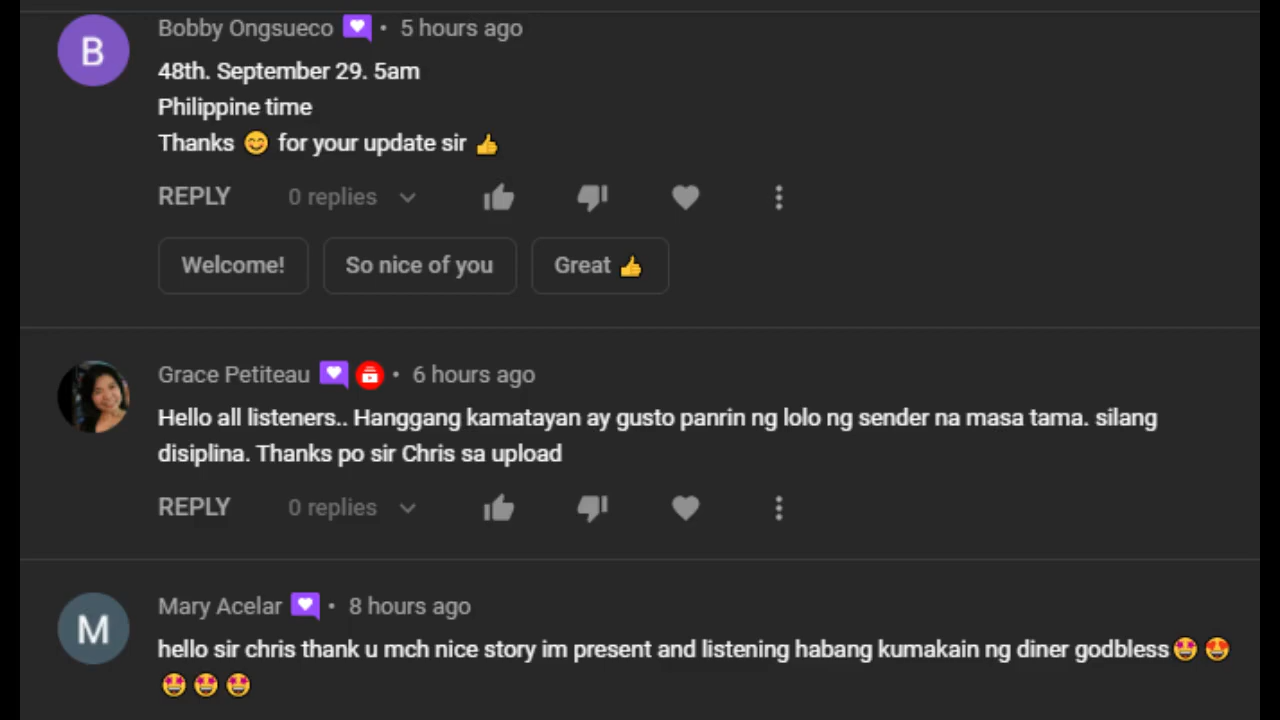 B
Bobby Ongsueco • 5 hours ago
48th. September 29. 5am
Philippine time
Thanks 😊 for your update sir 👍
REPLY 0 replies
Welcome! So nice of you Great 👍
Grace Petiteau • 6 hours ago
Hello all listeners.. Hanggang kamatayan ay gusto panrin ng lolo ng sender na masa tama. silang
disiplina. Thanks po sir Chris sa upload
REPLY 0 replies
M
Mary Acelar • 8 hours ago
hello sir chris thank u mch nice story im present and listening habang kumakain ng diner godbless🤩 🤩
🤩 🤩 🤩